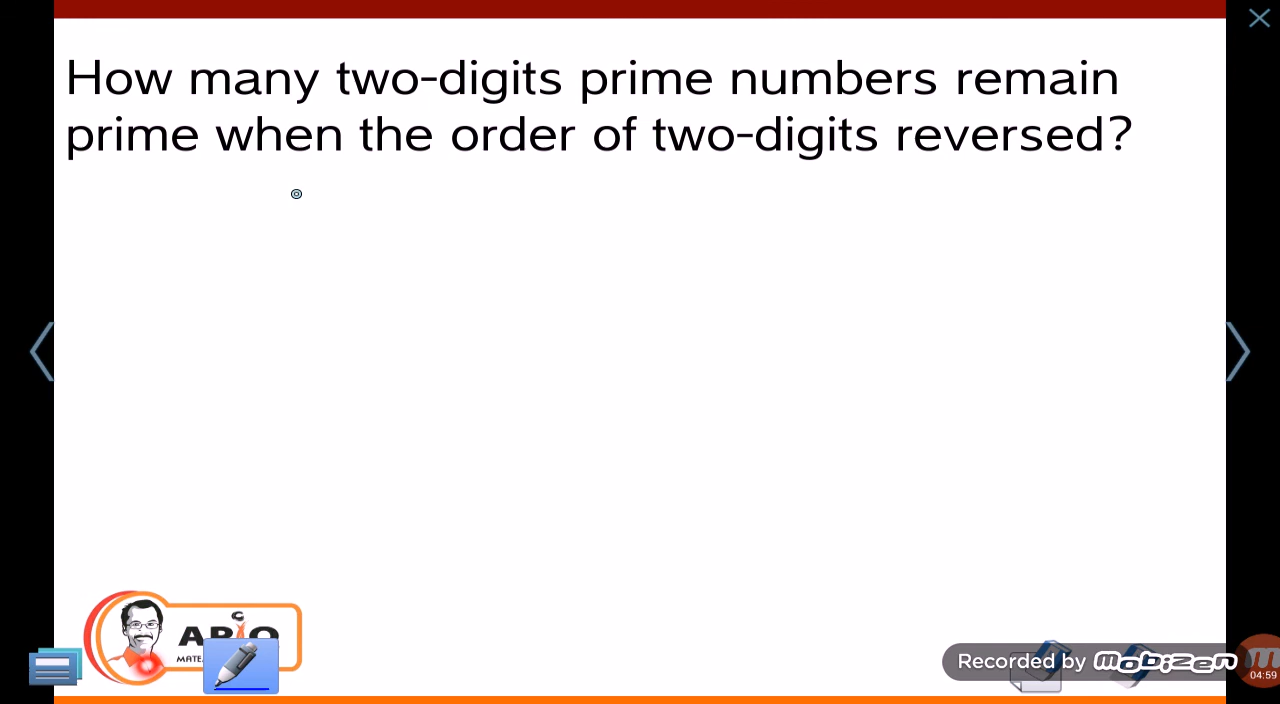 How many two-digits prime numbers remain
prime when the order of two-digits reversed?
Recorded by Mobizen
04:59